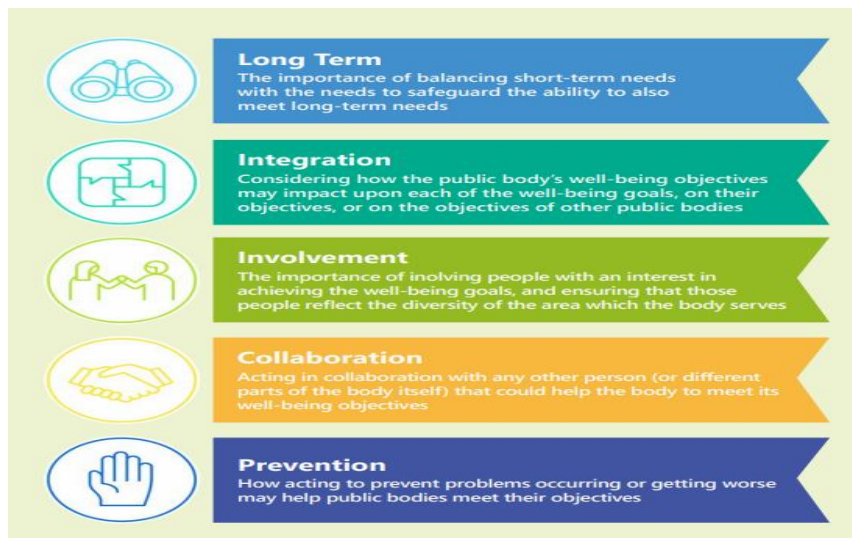 Long Term
The importance of balancing short-term needs
with the needs to safeguard the ability to also
meet long-term needs
Integration
Considering how the public body's well-being objectives
may impact upon each of the well-being goals, on their
objectives, or on the objectives of other public bodies
Involvement
The importance of inolving people with an interest in
achieving the well-being goals, and ensuring that those
people reflect the diversity of the area which the body serves
Collaboration
Acting in collaboration with any other person (or different
parts of the body itself) that could help the body to meet its
well-being objectives
Prevention
How acting to prevent problems occurring or getting worse
may help public bodies meet their objectives